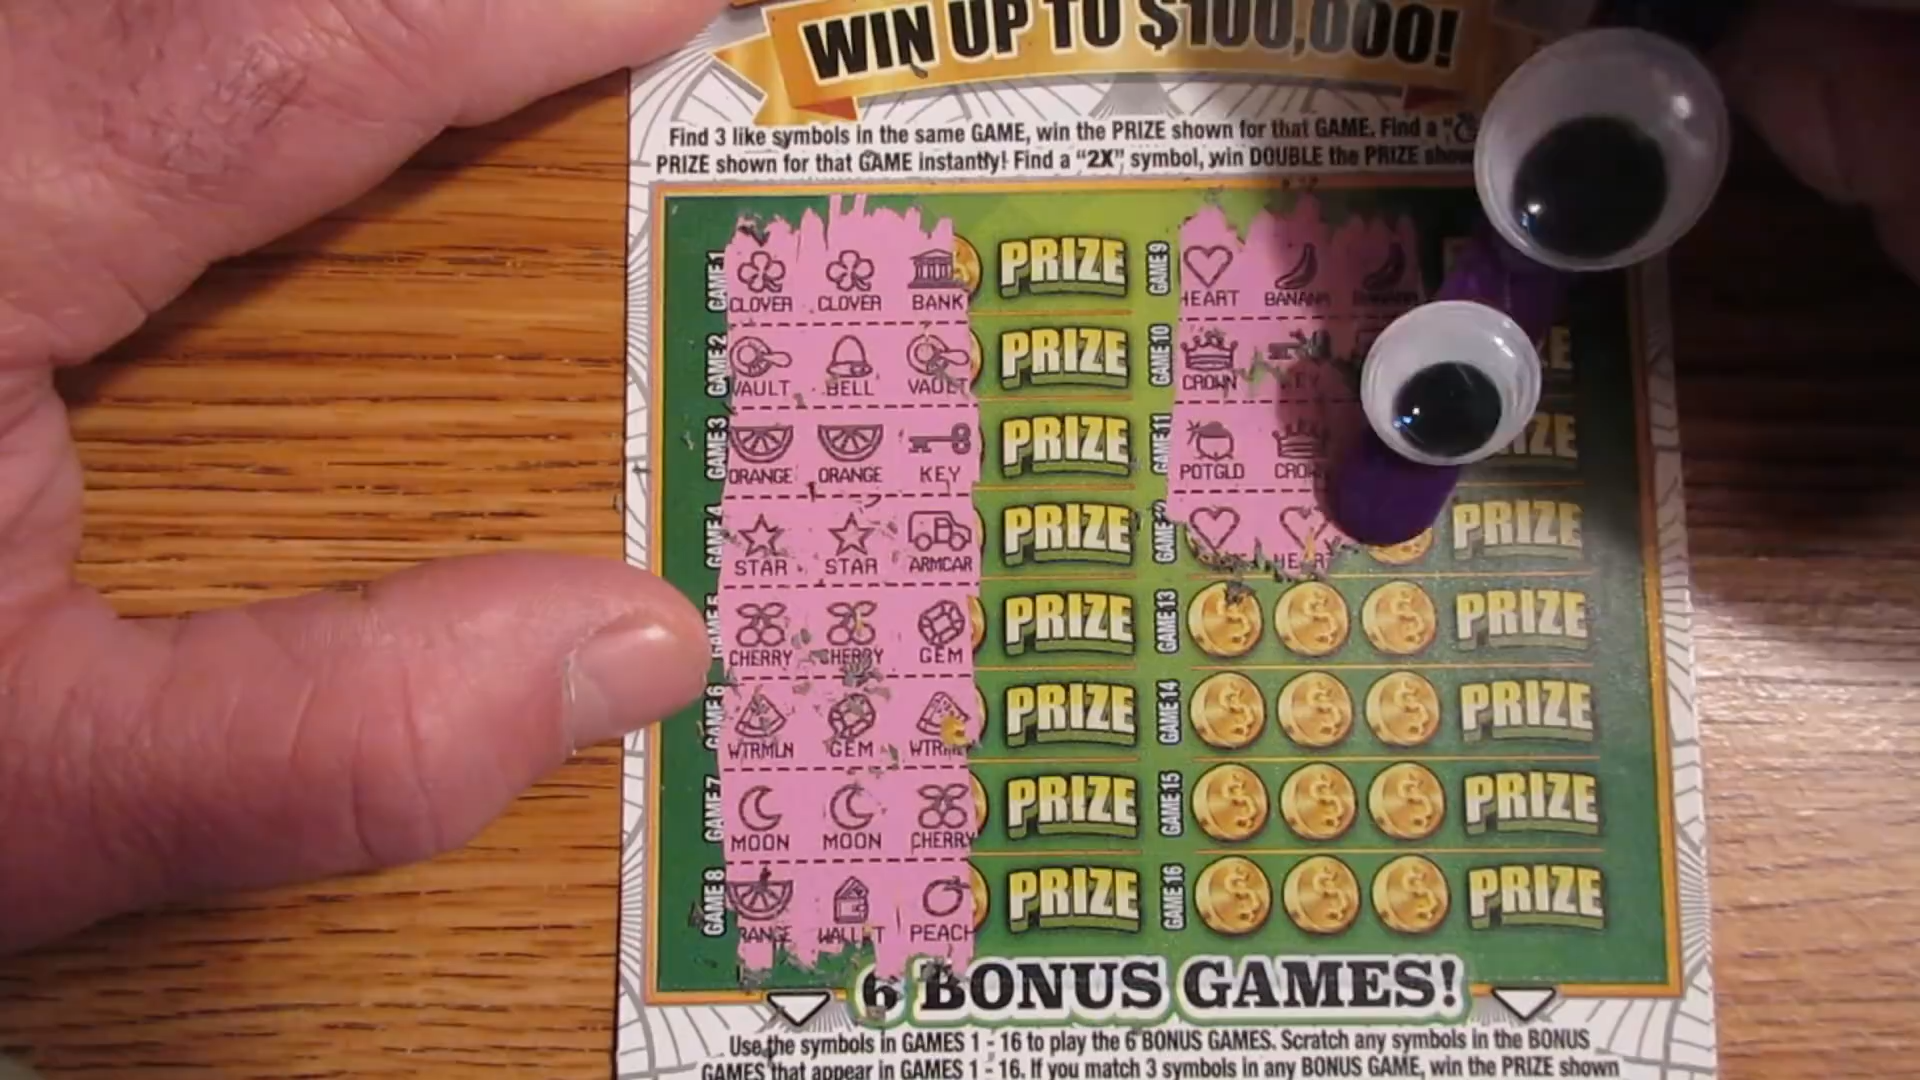 WIN UP TO $100,000!
Find 3 like symbols in the same GAME, win the PRIZE shown for that GAME. Find a "
PRIZE shown for that GAME instantly! Find a "2X" symbol, win DOUBLE the PRIZE
GAME 1 CLOVER CLOVER BANK PRIZE
GAME 2 VAULT BELL VAULT PRIZE
GAME 3 ORANGE ORANGE KEY PRIZE
GAME 4 STAR STAR ARMCAR PRIZE
GAME 5 CHERRY CHERRY GEM PRIZE
GAME 6 WTRMLN GEM PRIZE
GAME 7 MOON MOON CHERRY PRIZE
GAME 8 RANGE WALLET PEACH PRIZE
GAME 9 HEART BANANA
GAME 10 CROWN KEY
GAME 11 POTGLD
HEART PRIZE
GAME 13 PRIZE
GAME 14 PRIZE
GAME 15 PRIZE
GAME 16 PRIZE
6 BONUS GAMES!
Use the symbols in GAMES 1 - 16 to play the 6 BONUS GAMES. Scratch any symbols in the BONUS
GAMES that appear in GAMES 1 - 16. If you match 3 symbols in any BONUS GAME, win the PRIZE shown